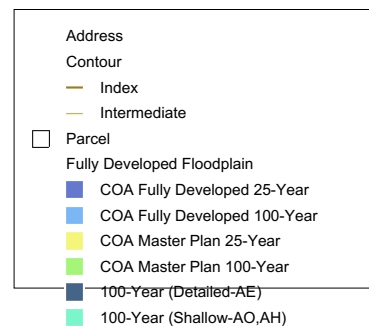 Address
Contour
Index
Intermediate
Parcel
Fully Developed Floodplain
COA Fully Developed 25-Year
COA Fully Developed 100-Year
COA Master Plan 25-Year
COA Master Plan 100-Year
100-Year (Detailed-AE)
100-Year (Shallow-AO,AH)